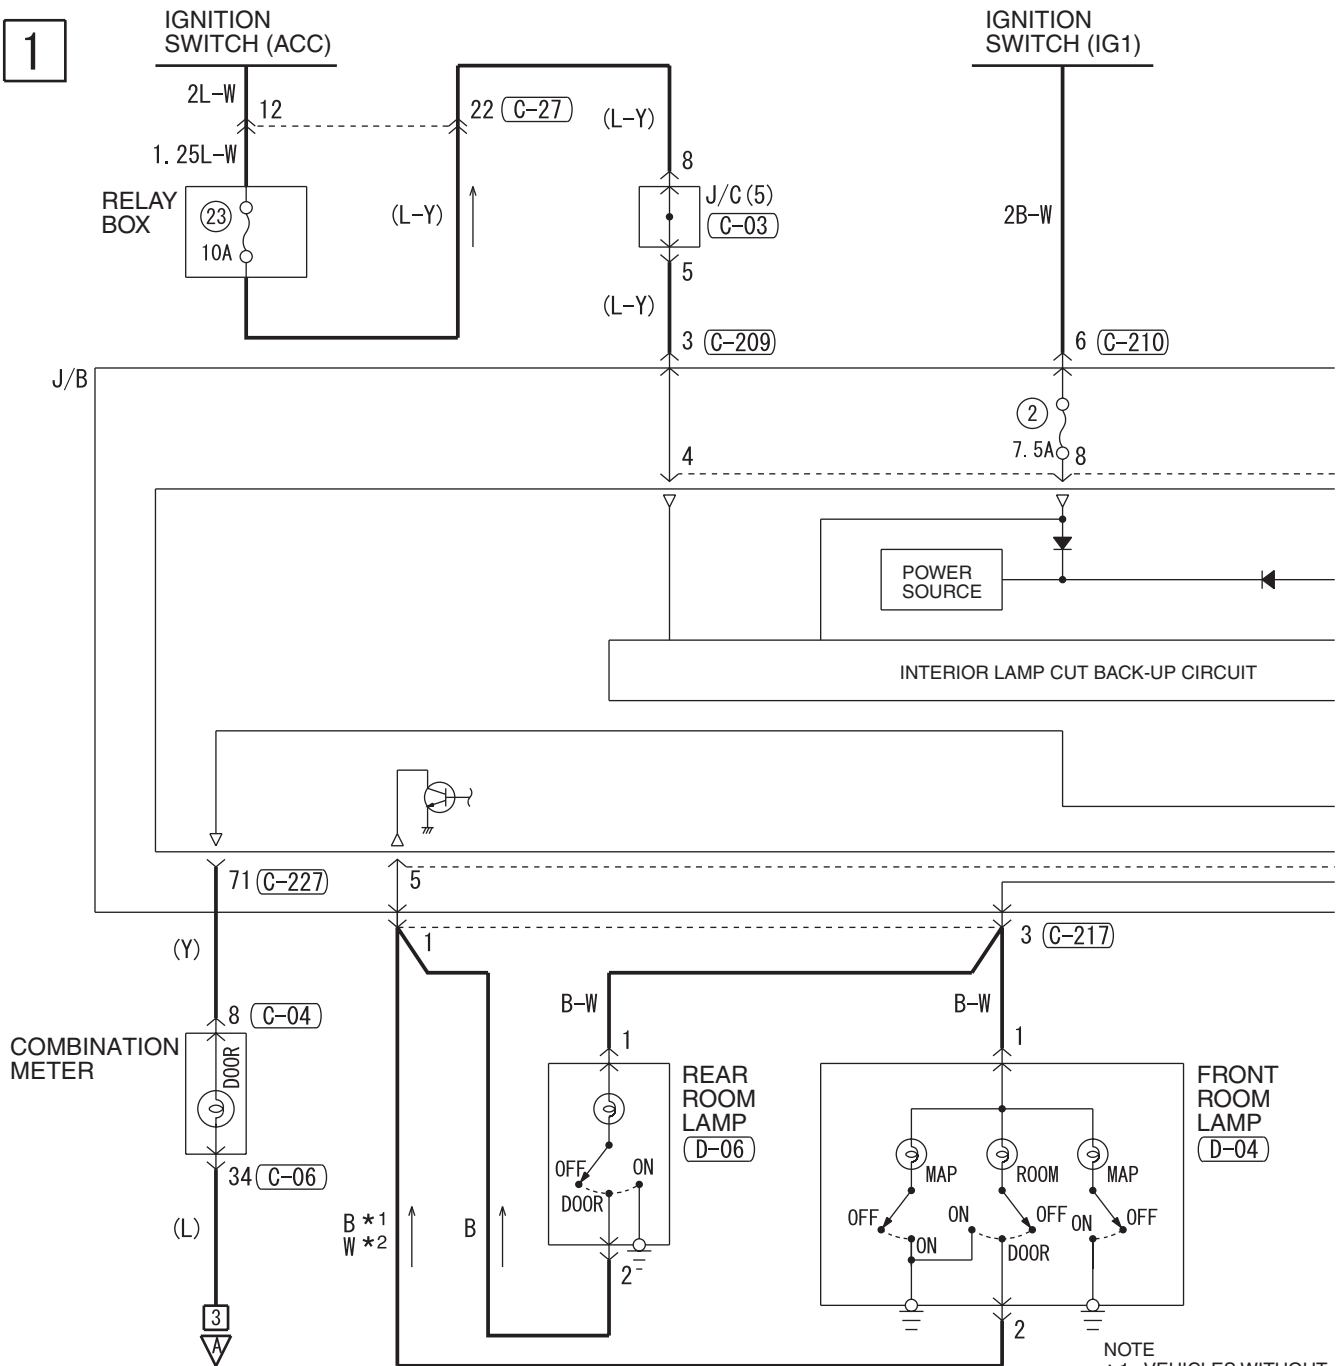 1
IGNITION
SWITCH (ACC)
IGNITION
SWITCH (IG1)
2L-W
12
22 C-27
(L-Y)
1.25L-W
8
RELAY
BOX
23
10A
(L-Y)
J/C(5)
C-03
2B-W
5
(L-Y)
3 C-209
6 C-210
J/B
2
7.5A
4
8
POWER
SOURCE
INTERIOR LAMP CUT BACK-UP CIRCUIT
71 C-227
5
(Y)
1
3 C-217
B-W
B-W
8 C-04
COMBINATION
METER
DOOR
1
1
REAR
ROOM
LAMP
D-06
FRONT
ROOM
LAMP
D-04
34 C-06
OFF
ON
DOOR
MAP
ROOM
MAP
OFF
ON
ON
OFF
DOOR
ON
OFF
(L)
B *1
W *2
B
2
2
3
A
NOTE
*1 VEHICLES WITHOUT